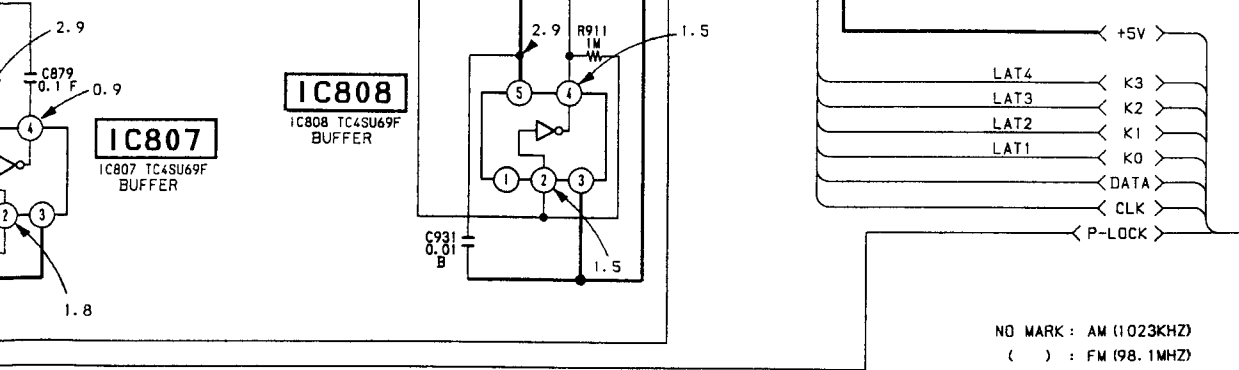 2.9
C879
0.1 F
0.9
4
IC807
IC807 TC4SU69F
BUFFER
2
3
1.8
IC808
IC808 TC4SU69F
BUFFER
2.9
R911
1M
1.5
5
4
1
2
3
C931
0.01
B
1.5
+5V
LAT4
K3
LAT3
K2
LAT2
K1
LAT1
K0
DATA
CLK
P-LOCK
NO MARK : AM (1023KHZ)
( ) : FM (98.1MHZ)